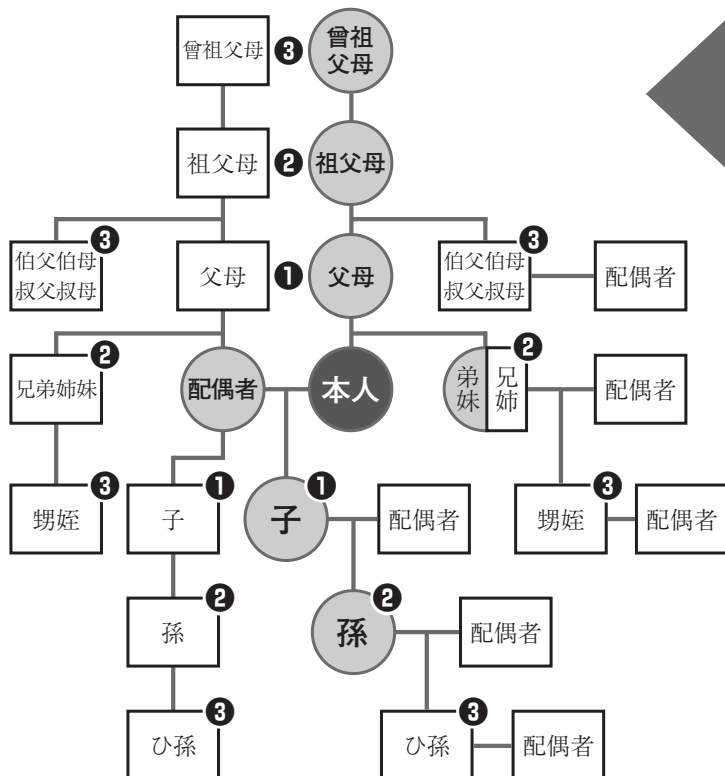 曾祖父母 ❸ 曾祖
父母
祖父母 ❷ 祖父母
❸ ❸
伯父伯母
叔父叔母
父母 ❶ 父母
伯父伯母
叔父叔母
配偶者
❷ ❷
兄弟姉妹 配偶者 本人 弟妹 兄姉 配偶者
❸ ❶ ❶ ❸
甥姪 子 子 配偶者 甥姪 配偶者
❷ ❷
孫 孫 配偶者
❸ ❸
ひ孫 ひ孫 配偶者